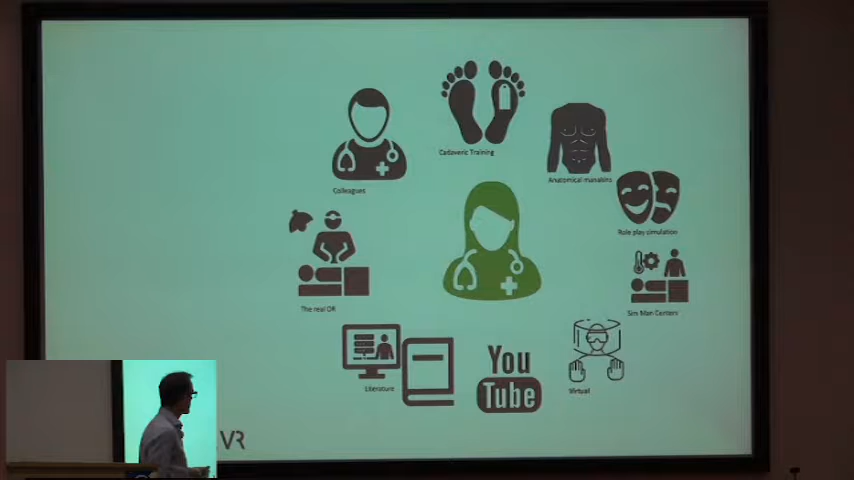 Cadaveric Training
Colleagues
Anatomical manakins
Role play simulation
The real OR
Sim Man Centers
Literature
You
Tube
Virtual
VR